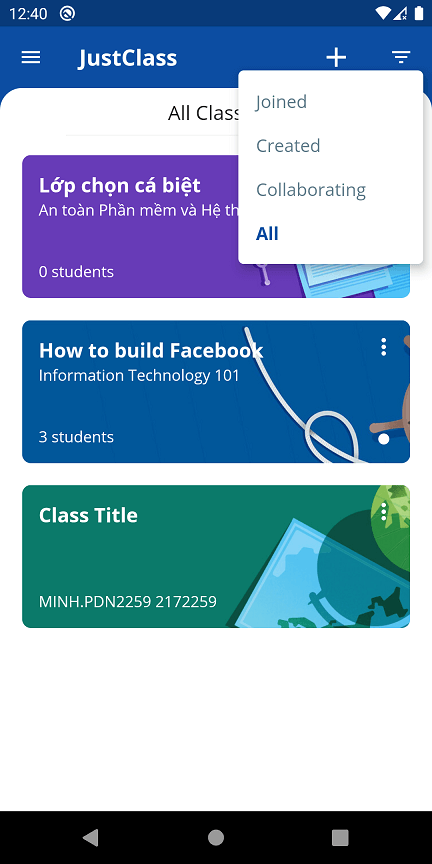 12:40
JustClass
All Class
Joined
Created
Collaborating
All
Lớp chọn cá biệt
An toàn Phần mềm và Hệ
0 students
How to build Facebook
Information Technology 101
3 students
Class Title
MINH.PDN2259 2172259